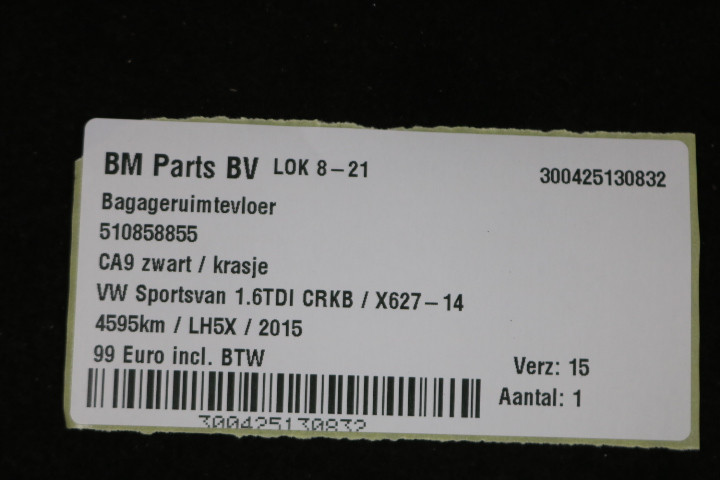 BM Parts BV LOK 8-21 300425130832
Bagageruimtevloer
510858855
CA9 zwart / krasje
VW Sportsvan 1.6TDI CRKB / X627-14
4595km / LH5X / 2015
99 Euro incl. BTW
Verz: 15
Aantal: 1
300425130832